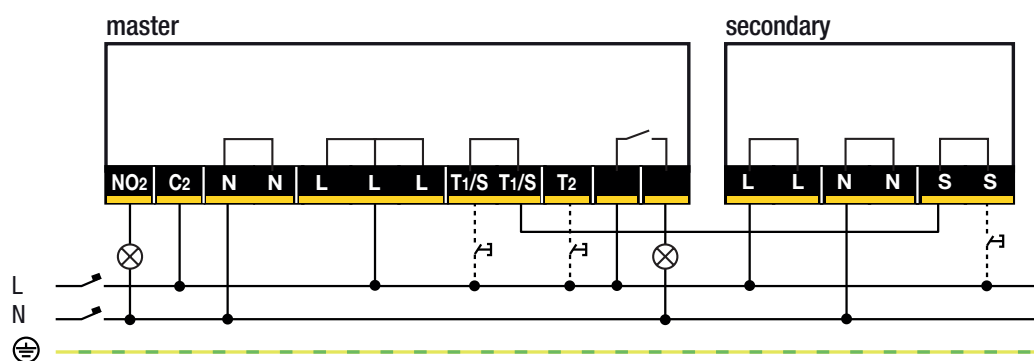 master
secondary
NO2 C2 N N L L L T1/S T1/S T2
L L N N S S
L
N